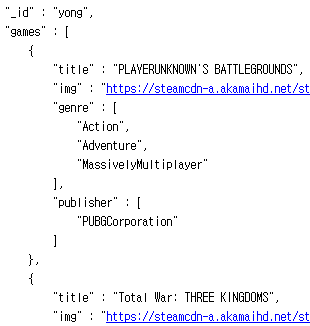 "_id" : "yong",
"games" : [
{
"title" : "PLAYERUNKNOWN'S BATTLEGROUNDS",
"img" : "https://steamcdn-a.akamaihd.net/st
"genre" : [
"Action",
"Adventure",
"MassivelyMultiplayer"
],
"publisher" : [
"PUBGCorporation"
]
},
{
"title" : "Total War: THREE KINGDOMS",
"img" : "https://steamcdn-a.akamaihd.net/st